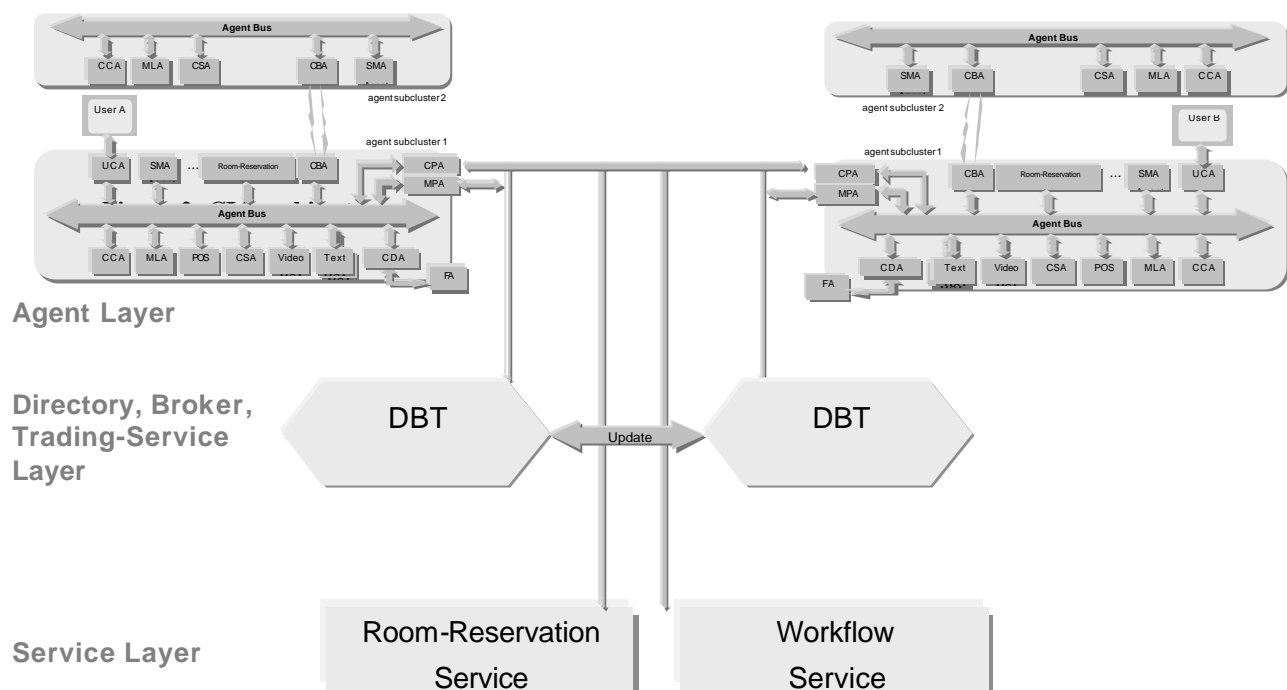 Agent Bus
CCA
MLA
CSA
CBA
SMA
agent subcluster 2
User A
agent subcluster 1
UCA
SMA
...
Room-Reservation
CBA
CPA
MPA
Agent Bus
CCA
MLA
POS
CSA
Video
Text
CDA
FA
Agent Bus
SMA
CBA
CSA
MLA
CCA
agent subcluster 2
User B
agent subcluster 1
CPA
MPA
CBA
Room-Reservation
...
SMA
UCA
Agent Bus
CDA
Text
Video
CSA
POS
MLA
CCA
FA
Agent Layer
Directory, Broker,
Trading-Service
Layer
DBT
Update
DBT
Service Layer
Room-Reservation
Service
Workflow
Service